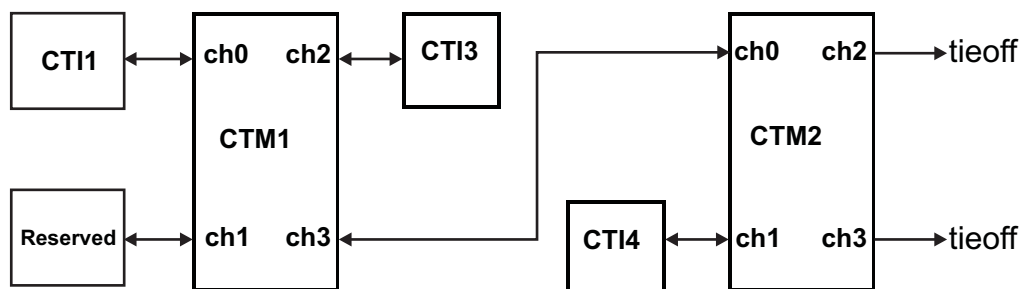 CTI1
ch0
ch2
CTI3
ch0
ch2
tieoff
CTM1
CTM2
Reserved
ch1
ch3
CTI4
ch1
ch3
tieoff